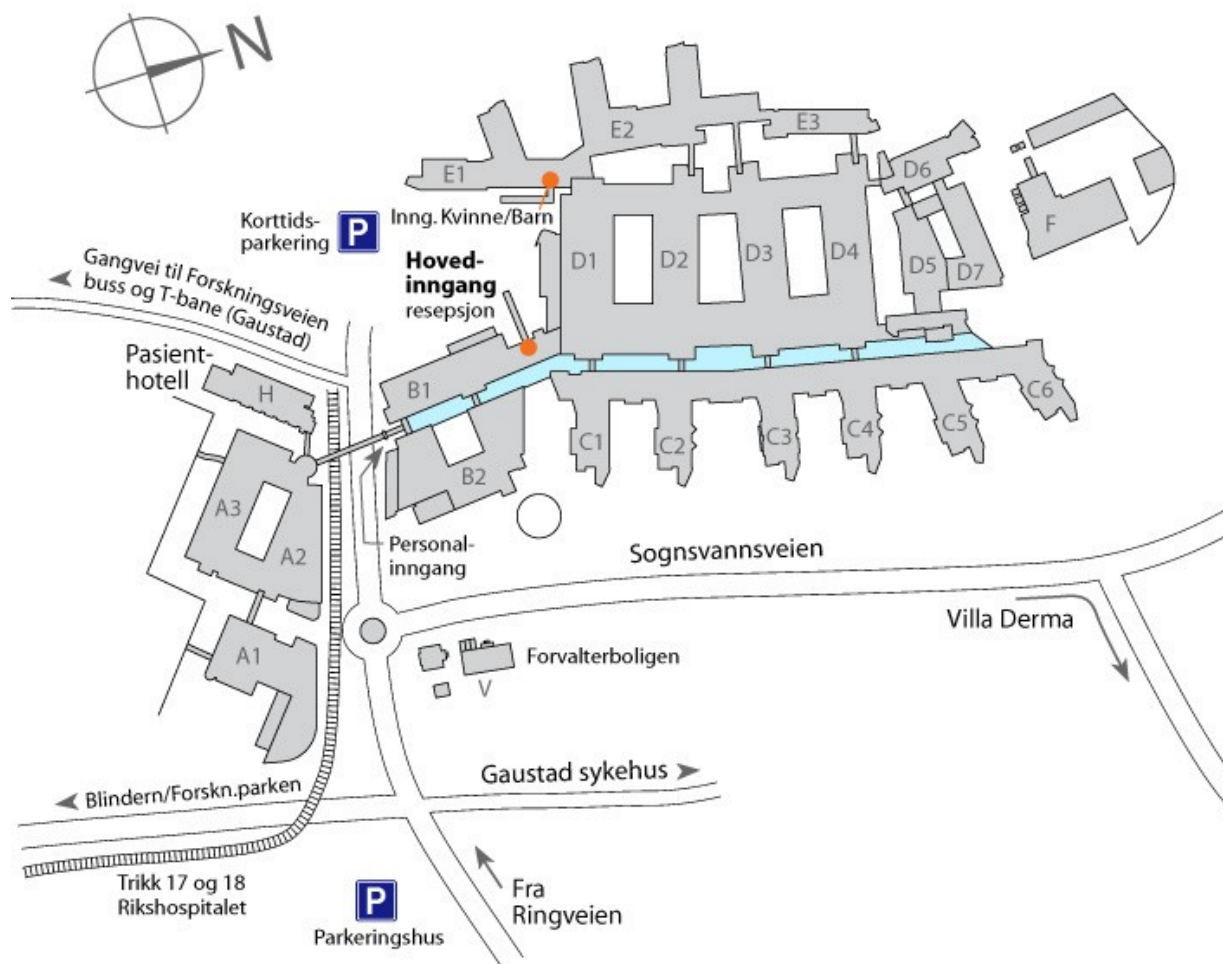 N
E2
E3
E1
D6
Korttids-
parkering
P
Inng. Kvinne/Barn
F
Gangvei til Forskningsveien
buss og T-bane (Gaustad)
Hoved-
inngang
resepsjon
D1
D2
D3
D4
D5
D7
Pasient-
hotell
H
B1
C6
C1
C2
C3
C4
C5
B2
A3
A2
Personal-
inngang
Sognsvannsveien
Villa Derma
A1
Forvalterboligen
V
Gaustad sykehus
Blindern/Forskn.parken
Trikk 17 og 18
Rikshospitalet
P
Parkeringshus
Fra
Ringveien